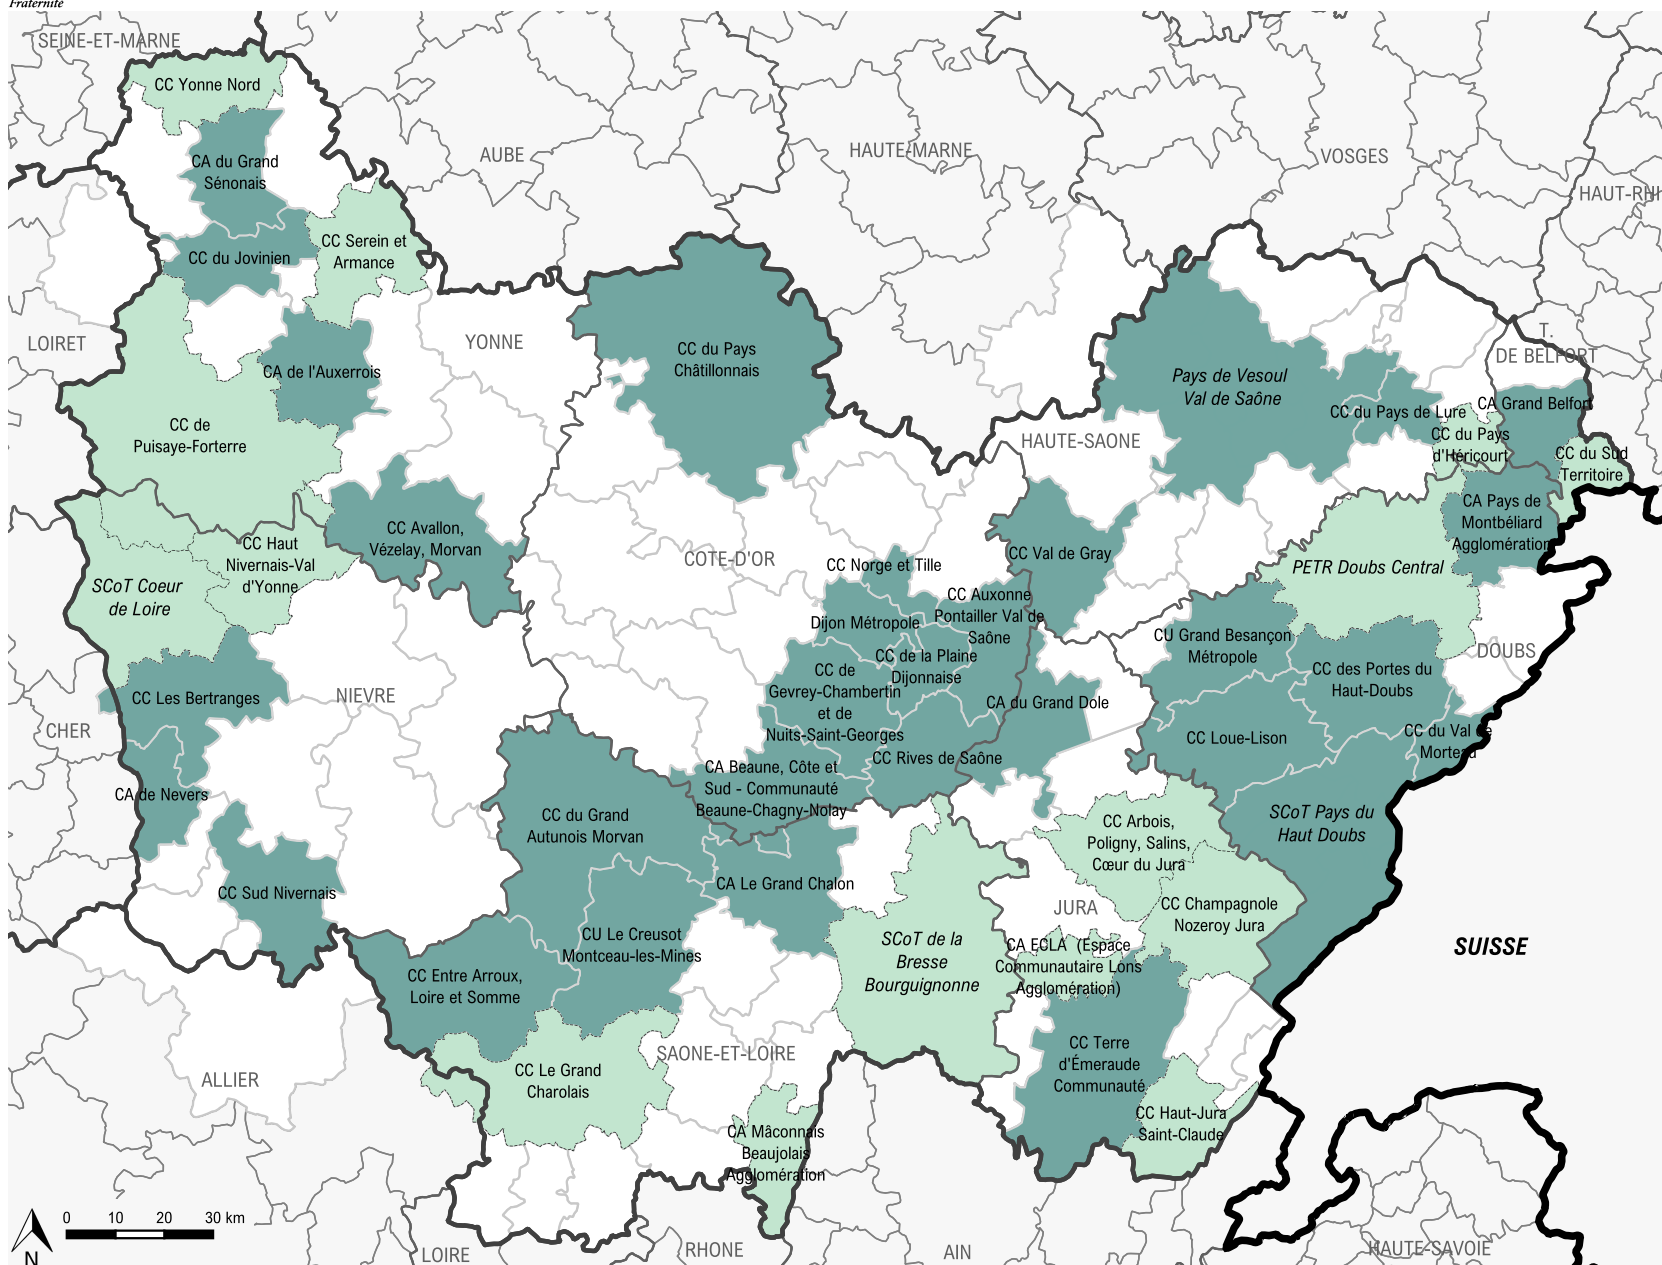 Fraternité
SEINE-ET-MARNE
CC Yonne Nord
AUBE
HAUTE-MARNE
VOSGES
CA du Grand
Sénonais
HAUT-RHI
CC Serein et
Armance
CC du Jovinien
LOIRET
YONNE
T.
DE BELFORT
CC du Pays
Châtillonnais
CA de l'Auxerrois
Pays de Vesoul
Val de Saône
CC du Pays de Lure
CA Grand Belfort
CC de
Puisaye-Forterre
HAUTE-SAONE
CC du Pays
d'Héricourt
CC du Sud
Territoire
CA Pays de
Montbéliard
Agglomération
CC Avallon,
Vézelay, Morvan
CC Haut
Nivernais-Val
d'Yonne
COTE-D'OR
CC Norge et Tille
CC Val de Gray
PETR Doubs Central
SCoT Coeur
de Loire
CC Auxonne
Pontailler Val de
Saône
Dijon Métropole
CC de la Plaine
Dijonnaise
CU Grand Besançon
Métropole
DOUBS
CC de
Gevrey-Chambertin
et de
Nuits-Saint-Georges
CC des Portes du
Haut-Doubs
CC Les Bertranges
NIEVRE
CA du Grand Dole
CHER
CC Loue-Lison
CC du Val de
Morteau
CC Rives de Saône
CA Beaune, Côte et
Sud - Communauté
Beaune-Chagny-Nolay
CA de Nevers
CC du Grand
Autunois Morvan
CC Arbois,
Poligny, Salins,
Cœur du Jura
SCoT Pays du
Haut Doubs
CC Sud Nivernais
CA Le Grand Chalon
JURA
CC Champagnole
Nozeroy Jura
CU Le Creusot
Montceau-les-Mines
SCoT de la
Bresse
Bourguignonne
CA ECLA (Espace
Communautaire Lons
Agglomération)
SUISSE
CC Entre Arroux,
Loire et Somme
SAONE-ET-LOIRE
CC Terre
d'Émeraude
Communauté
ALLIER
CC Le Grand
Charolais
CC Haut-Jura
Saint-Claude
CA Mâconnais
Beaujolais
Agglomération
0 10 20 30 km
N
LOIRE
RHONE
AIN
HAUTE-SAVOIE